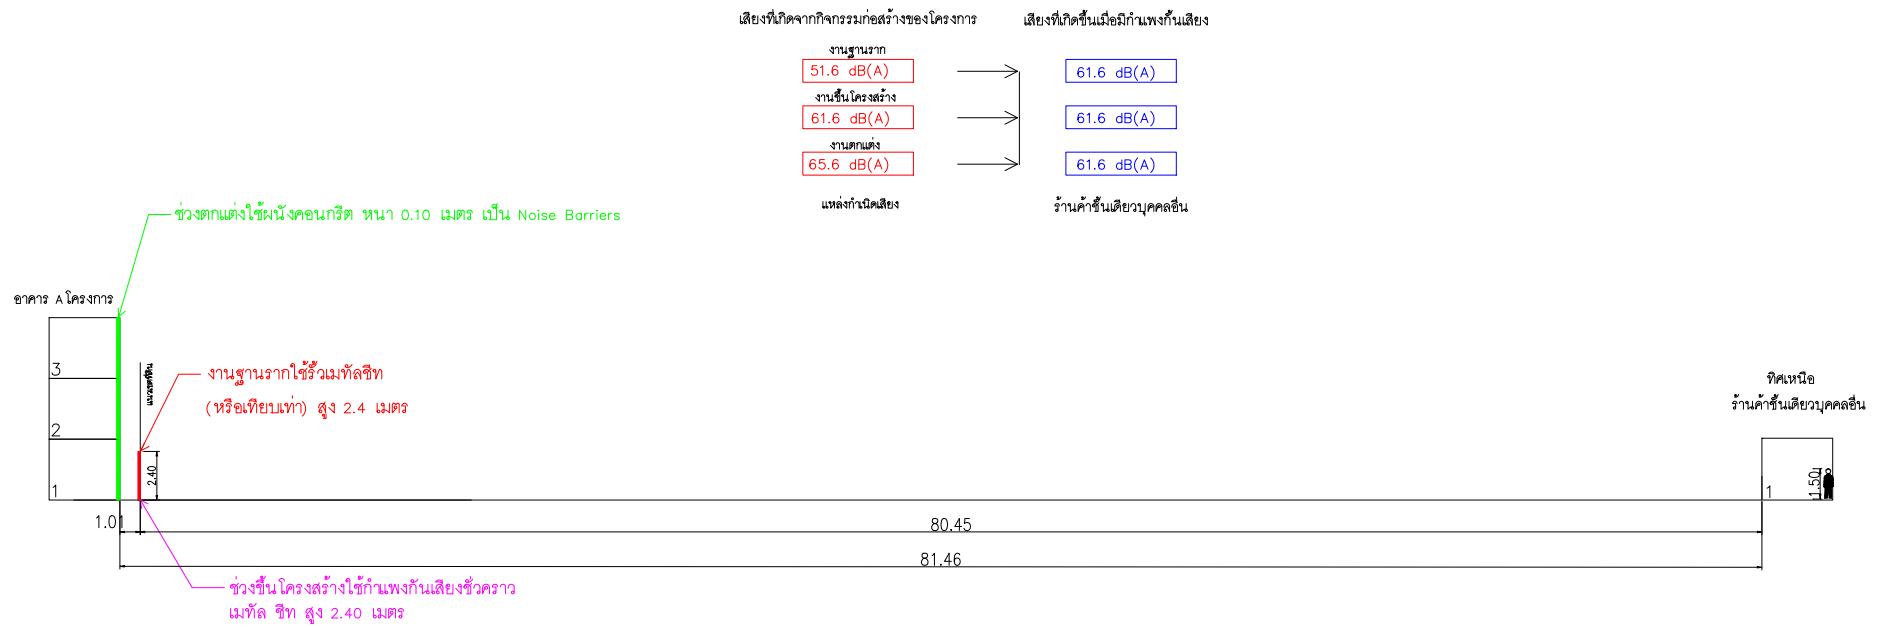 เสียงที่เกิดจากกิจกรรมก่อสร้างของโครงการ
เสียงที่เกิดขึ้นเมื่อมีกำแพงกั้นเสียง
งานฐานราก
51.6 dB(A)
61.6 dB(A)
งานขึ้นโครงสร้าง
61.6 dB(A)
61.6 dB(A)
งานตกแต่ง
65.6 dB(A)
61.6 dB(A)
แหล่งกำเนิดเสียง
ร้านค้าชั้นเดียวบุคคลอื่น
ช่วงตกแต่งใช้ผนังคอนกรีต หนา 0.10 เมตร เป็น Noise Barriers
อาคาร A โครงการ
3
2
1
แนวเขตที่ดิน
งานฐานรากใช้รั้วเมทัลชีท
(หรือเทียบเท่า) สูง 2.4 เมตร
2.40
ทิศเหนือ
ร้านค้าชั้นเดียวบุคคลอื่น
1
1.50
1.01
80.45
81.46
ช่วงขึ้นโครงสร้างใช้กำแพงกันเสียงชั่วคราว
เมทัล ชีท สูง 2.40 เมตร